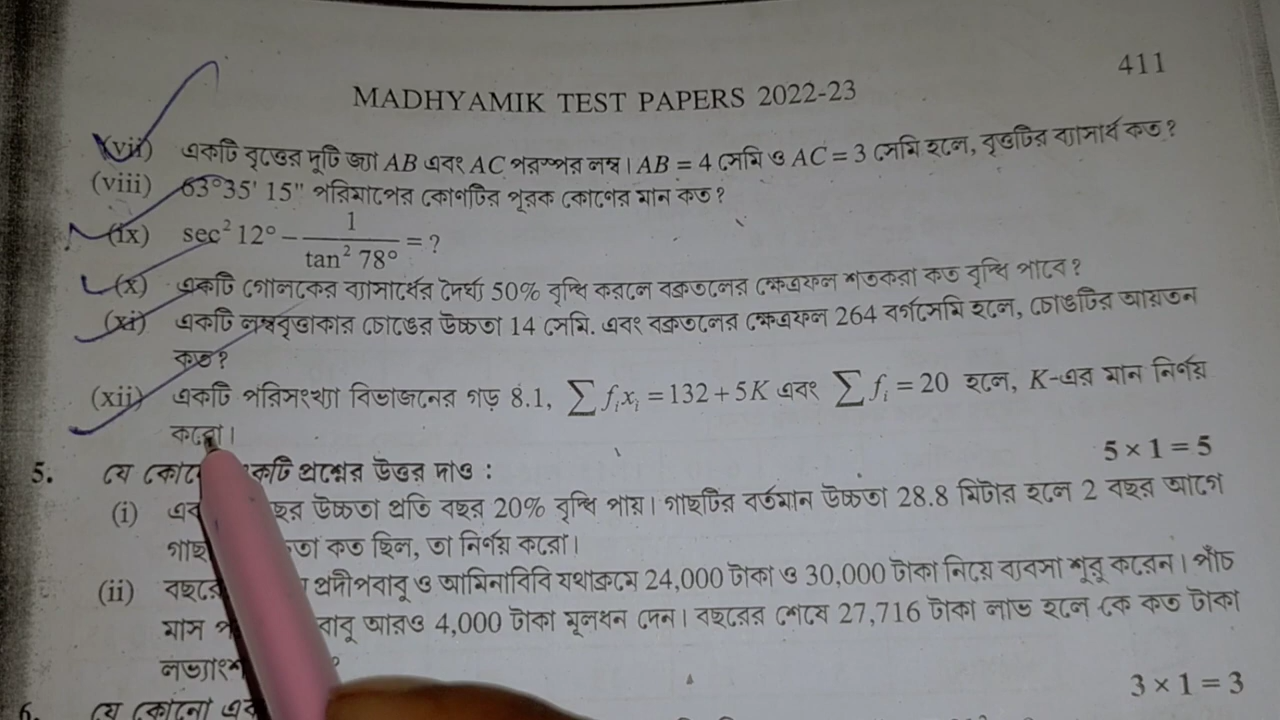 411
MADHYAMIK TEST PAPERS 2022-23
(vii) একটি বৃত্তের দুটি জ্যা AB এবং AC পরস্পর লম্ব। AB = 4 সেমি ও AC = 3 সেমি হলে, বৃত্তটির ব্যাসার্ধ কত?
(viii) 63°35' 15" পরিমাপের কোণটির পূরক কোণের মান কত?
(ix) sec² 12° − 1/tan² 78° = ?
(x) একটি গোলকের ব্যাসার্ধের দৈর্ঘ্য 50% বৃদ্ধি করলে বক্রতলের ক্ষেত্রফল শতকরা কত বৃদ্ধি পাবে?
(xi) একটি লম্ববৃত্তাকার চোঙের উচ্চতা 14 সেমি. এবং বক্রতলের ক্ষেত্রফল 264 বর্গসেমি হলে, চোঙটির আয়তন
কত?
(xii) একটি পরিসংখ্যা বিভাজনের গড় 8.1, ∑ fᵢxᵢ = 132 + 5K এবং ∑ fᵢ = 20 হলে, K-এর মান নির্ণয়
করো।
5 × 1 = 5
5. যে প্রশ্নের উত্তর দাও :
(i) উচ্চতা প্রতি বছর 20% বৃদ্ধি পায়। গাছটির বর্তমান উচ্চতা 28.8 মিটার হলে 2 বছর আগে
কত ছিল, তা নির্ণয় করো।
(ii) প্রদীপবাবু ও আমিনাবিবি যথাক্রমে 24,000 টাকা ও 30,000 টাকা নিয়ে ব্যবসা শুরু করেন। পাঁচ
মাস আরও 4,000 টাকা মূলধন দেন। বছরের শেষে 27,716 টাকা লাভ হলে কে কত টাকা
3 × 1 = 3
6. যে কোনো